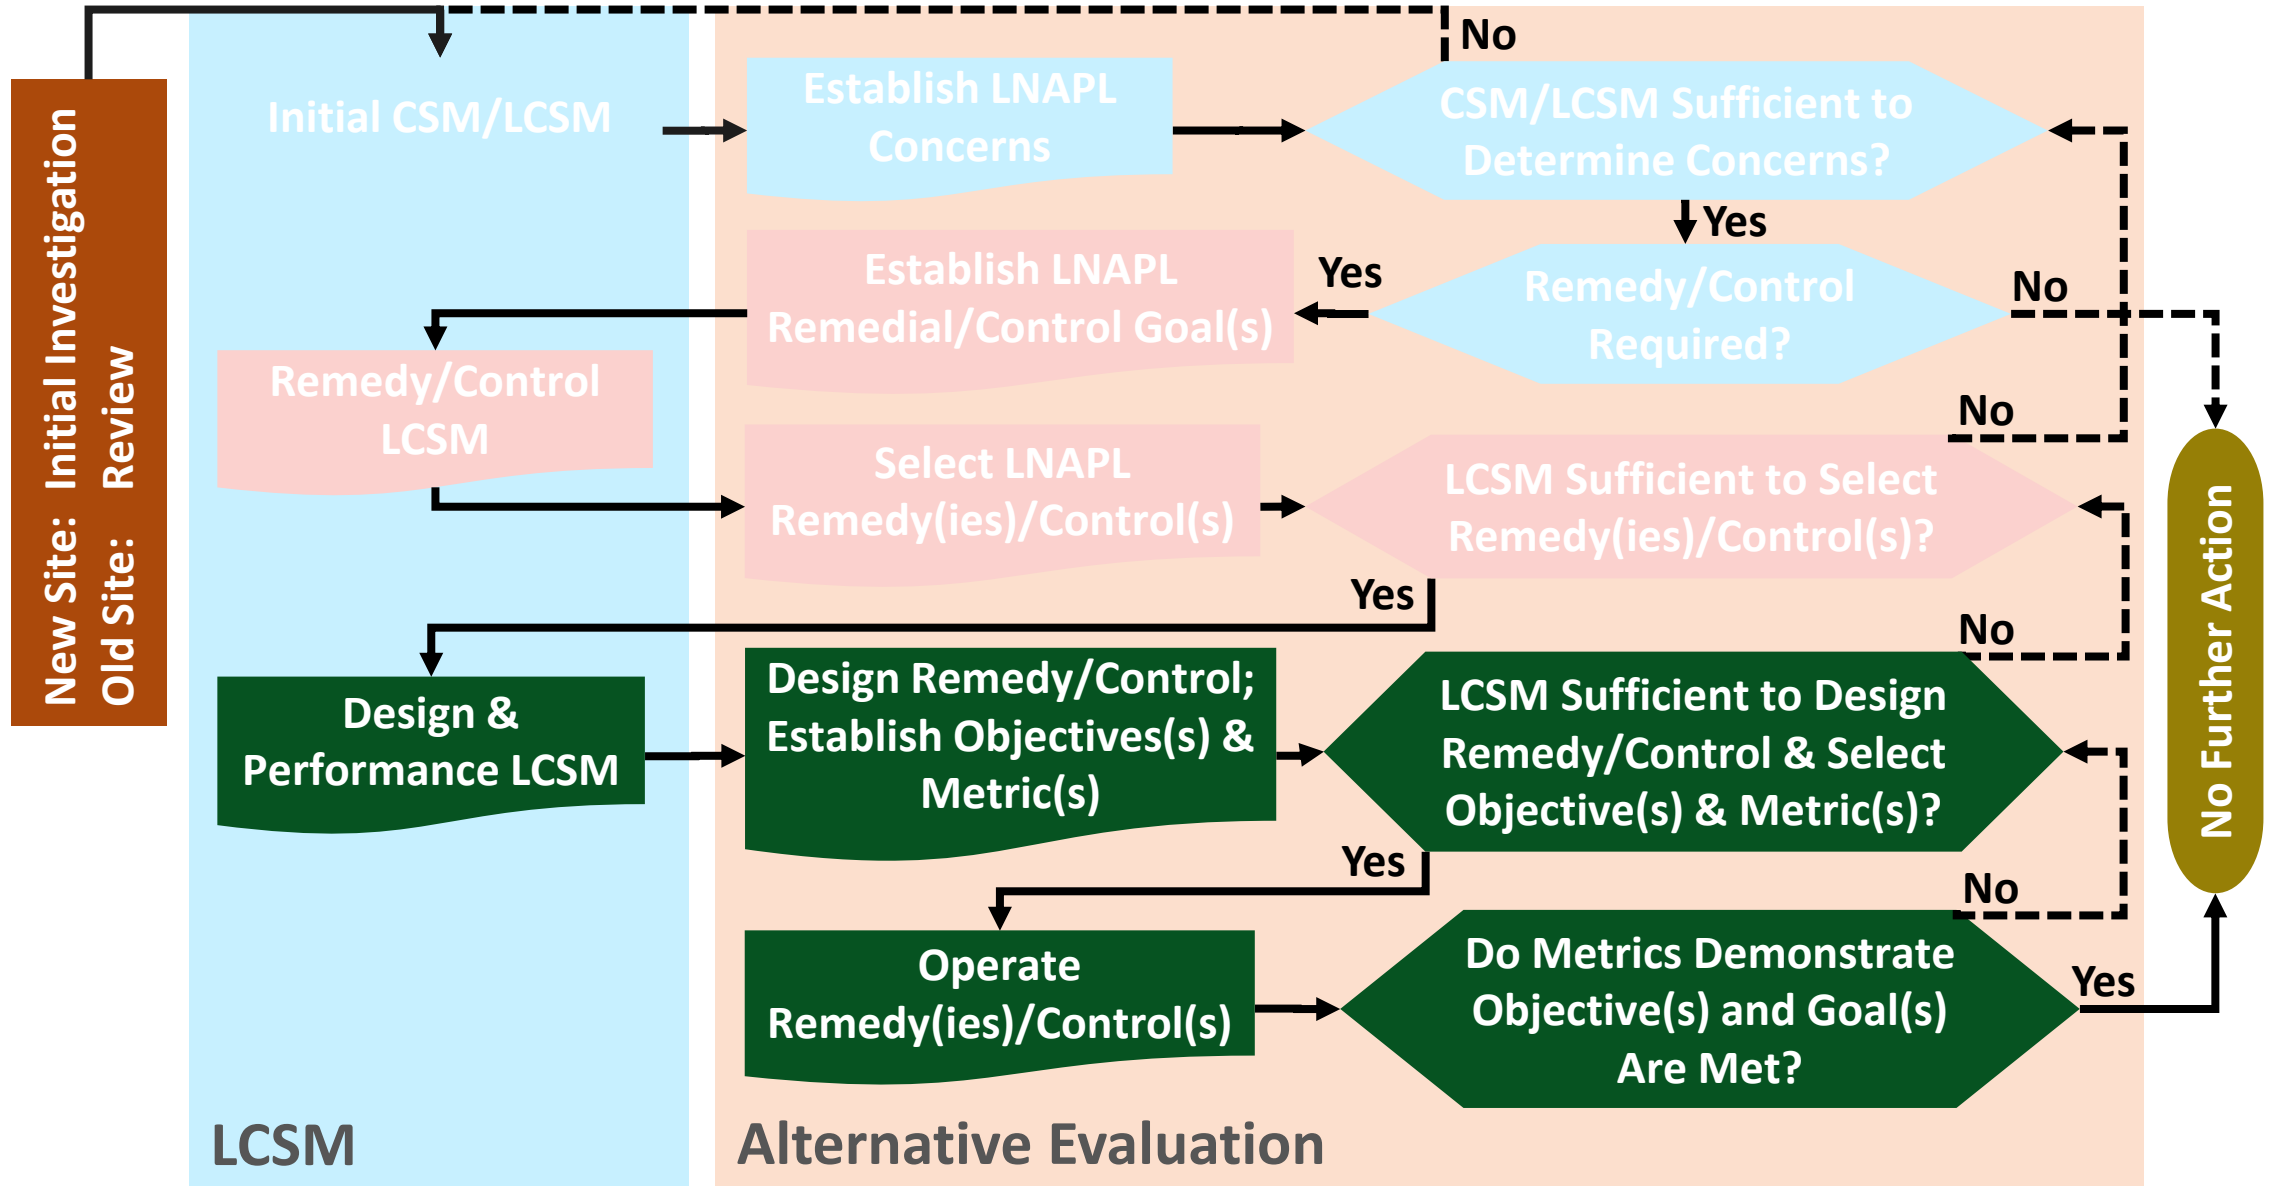 New Site:  Initial Investigation
Old Site:   Review
Initial CSM/LCSM
Establish LNAPL
Concerns
No
CSM/LCSM Sufficient to
Determine Concerns?
Yes
Establish LNAPL
Remedial/Control Goal(s)
Yes
Remedy/Control
Required?
No
Remedy/Control
LCSM
Select LNAPL
Remedy(ies)/Control(s)
LCSM Sufficient to Select
Remedy(ies)/Control(s)?
No
Yes
Design &
Performance LCSM
Design Remedy/Control;
Establish Objectives(s) &
Metric(s)
LCSM Sufficient to Design
Remedy/Control & Select
Objective(s) & Metric(s)?
No
Yes
Operate
Remedy(ies)/Control(s)
Do Metrics Demonstrate
Objective(s) and Goal(s)
Are Met?
No
Yes
No Further Action
LCSM
Alternative Evaluation